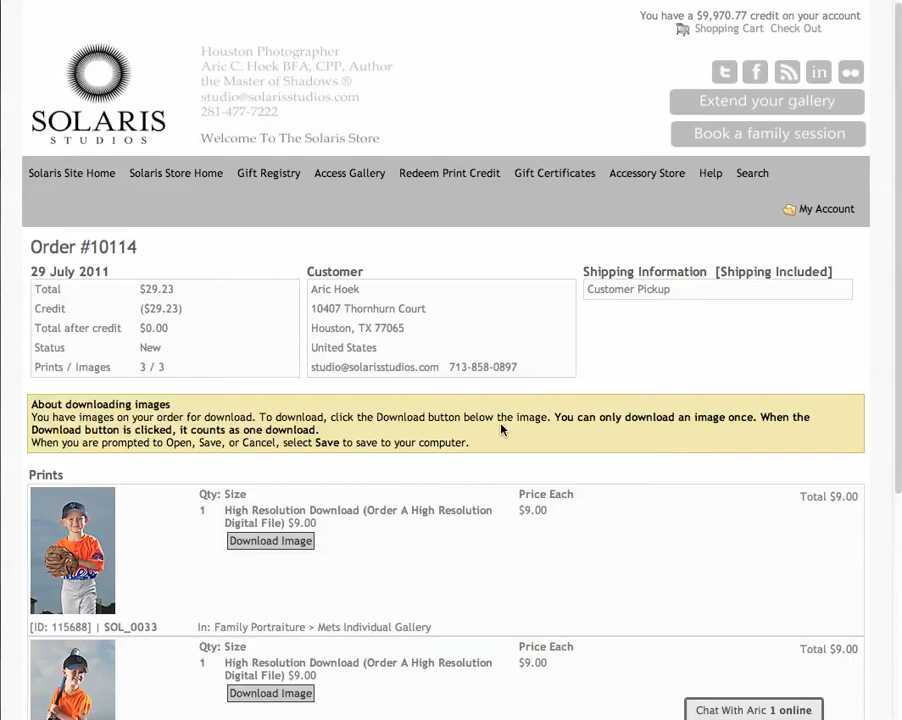 You have a $9,970.77 credit on your account
Shopping Cart Check Out
Houston Photographer
Aric C. Hoek BFA, CPP, Author
the Master of Shadows ®
studio@solarisstudios.com
281-477-7222
Welcome To The Solaris Store
SOLARIS
STUDIOS
Extend your gallery
Book a family session
Solaris Site Home Solaris Store Home Gift Registry Access Gallery Redeem Print Credit Gift Certificates Accessory Store Help Search
My Account
Order #10114
29 July 2011
Total $29.23
Credit ($29.23)
Total after credit $0.00
Status New
Prints / Images 3 / 3
Customer
Aric Hoek
10407 Thornhurn Court
Houston, TX 77065
United States
studio@solarisstudios.com 713-858-0897
Shipping Information [Shipping Included]
Customer Pickup
About downloading images
You have images on your order for download. To download, click the Download button below the image. You can only download an image once. When the
Download button is clicked, it counts as one download.
When you are prompted to Open, Save, or Cancel, select Save to save to your computer.
Prints
Qty: Size Price Each Total $9.00
1 High Resolution Download (Order A High Resolution $9.00
Digital File) $9.00
Download Image
[ID: 115688] | SOL_0033 In: Family Portraiture > Mets Individual Gallery
Qty: Size Price Each Total $9.00
1 High Resolution Download (Order A High Resolution $9.00
Digital File) $9.00
Download Image
Chat With Aric 1 online